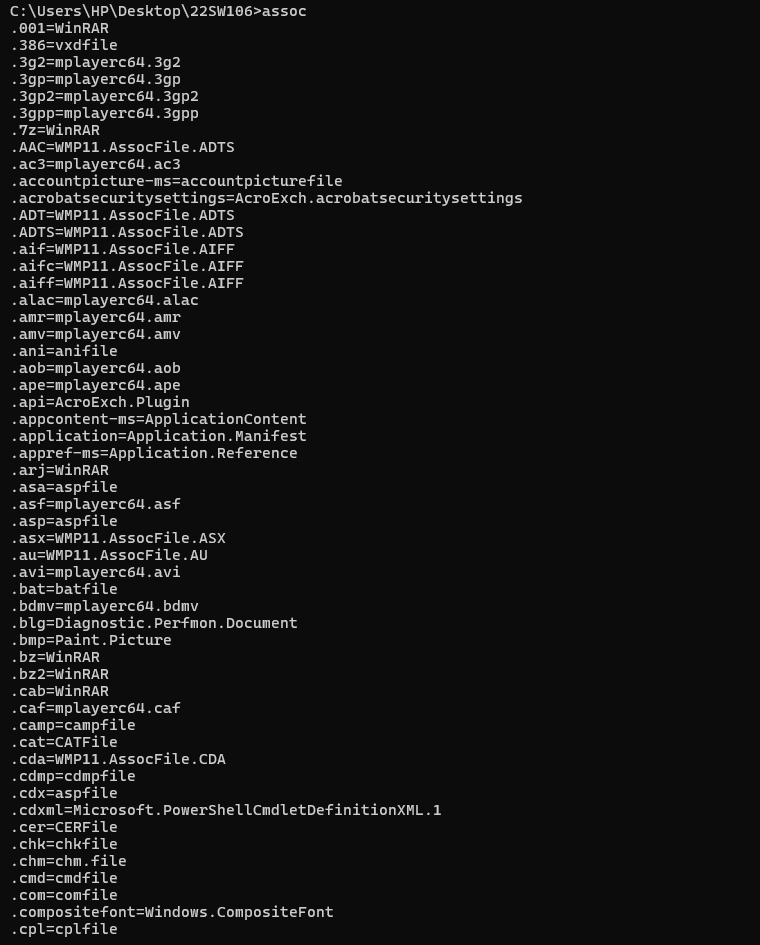 C:\Users\HP\Desktop\22SW106>assoc
.001=WinRAR
.386=vxdfile
.3g2=mplayerc64.3g2
.3gp=mplayerc64.3gp
.3gp2=mplayerc64.3gp2
.3gpp=mplayerc64.3gpp
.7z=WinRAR
.AAC=WMP11.AssocFile.ADTS
.ac3=mplayerc64.ac3
.accountpicture-ms=accountpicturefile
.acrobatsecuritysettings=AcroExch.acrobatsecuritysettings
.ADT=WMP11.AssocFile.ADTS
.ADTS=WMP11.AssocFile.ADTS
.aif=WMP11.AssocFile.AIFF
.aifc=WMP11.AssocFile.AIFF
.aiff=WMP11.AssocFile.AIFF
.alac=mplayerc64.alac
.amr=mplayerc64.amr
.amv=mplayerc64.amv
.ani=anifile
.aob=mplayerc64.aob
.ape=mplayerc64.ape
.api=AcroExch.Plugin
.appcontent-ms=ApplicationContent
.application=Application.Manifest
.appref-ms=Application.Reference
.arj=WinRAR
.asa=aspfile
.asf=mplayerc64.asf
.asp=aspfile
.asx=WMP11.AssocFile.ASX
.au=WMP11.AssocFile.AU
.avi=mplayerc64.avi
.bat=batfile
.bdmv=mplayerc64.bdmv
.blg=Diagnostic.Perfmon.Document
.bmp=Paint.Picture
.bz=WinRAR
.bz2=WinRAR
.cab=WinRAR
.caf=mplayerc64.caf
.camp=campfile
.cat=CATFile
.cda=WMP11.AssocFile.CDA
.cdmp=cdmpfile
.cdx=aspfile
.cdxml=Microsoft.PowerShellCmdletDefinitionXML.1
.cer=CERFile
.chk=chkfile
.chm=chm.file
.cmd=cmdfile
.com=comfile
.compositefont=Windows.CompositeFont
.cpl=cplfile